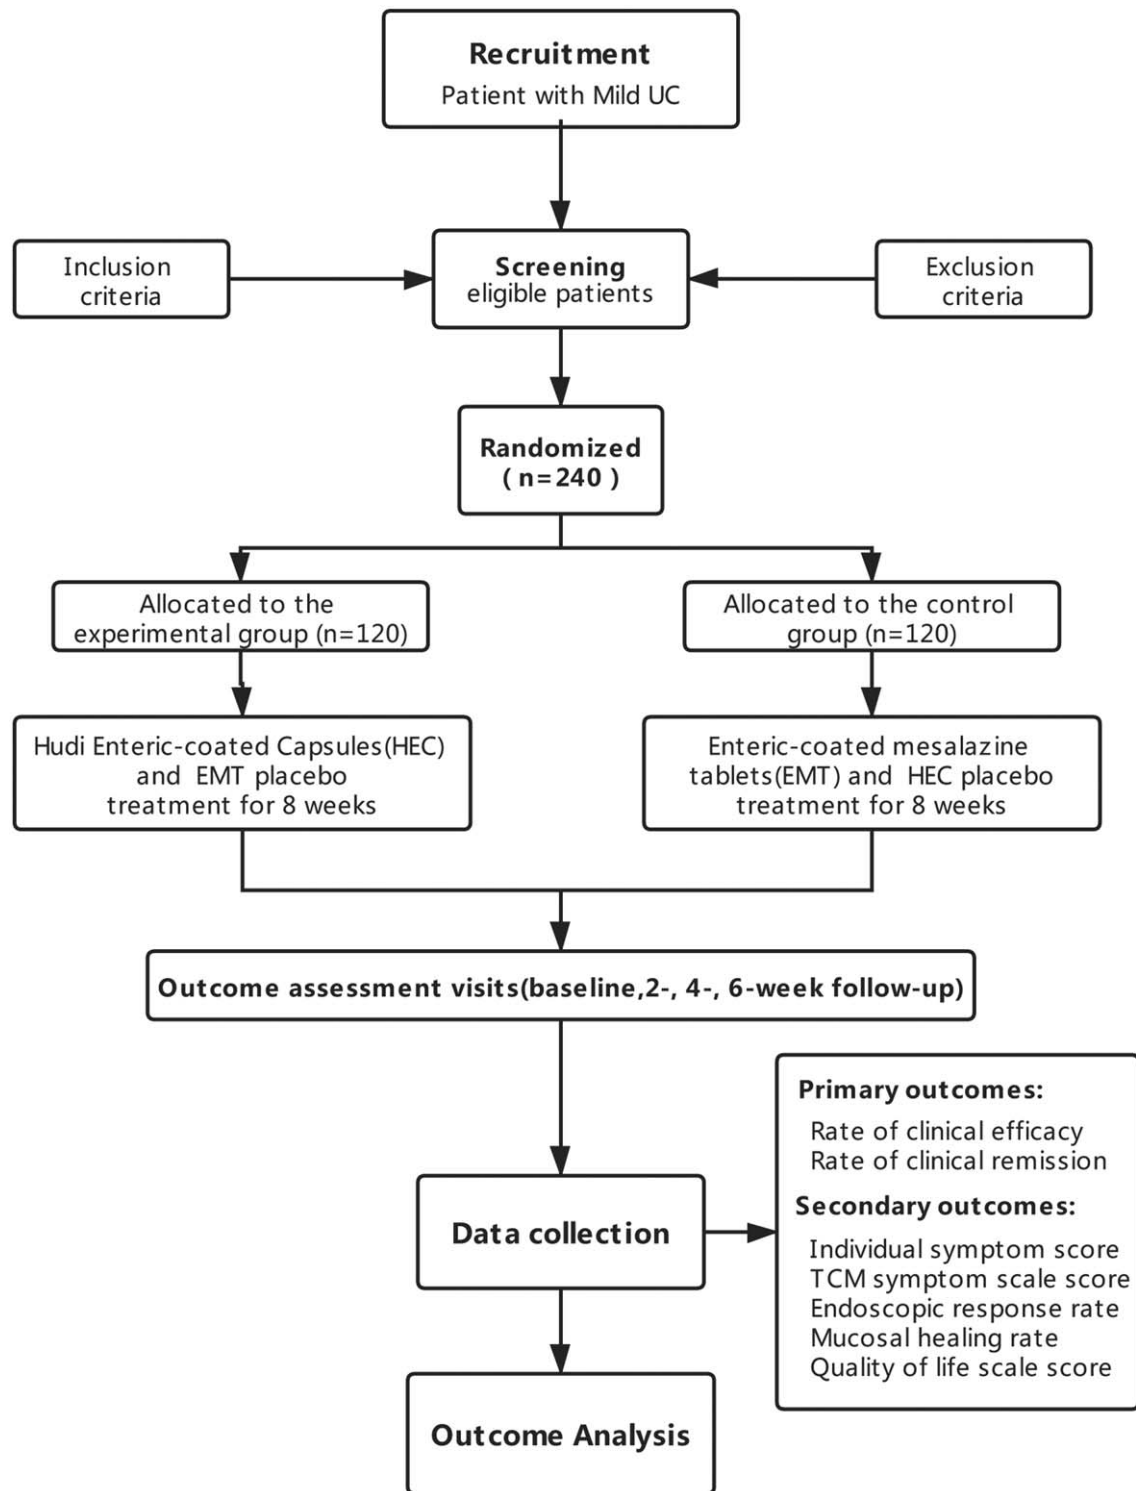 Recruitment
Patient with Mild UC
Inclusion
criteria
Screening
eligible patients
Exclusion
criteria
Randomized
( n=240 )
Allocated to the
experimental group (n=120)
Allocated to the control
group (n=120)
Hudi Enteric-coated Capsules(HEC)
and EMT placebo
treatment for 8 weeks
Enteric-coated mesalazine
tablets(EMT) and HEC placebo
treatment for 8 weeks
Outcome assessment visits(baseline,2-, 4-, 6-week follow-up)
Data collection
Primary outcomes:
Rate of clinical efficacy
Rate of clinical remission
Secondary outcomes:
Individual symptom score
TCM symptom scale score
Endoscopic response rate
Mucosal healing rate
Quality of life scale score
Outcome Analysis